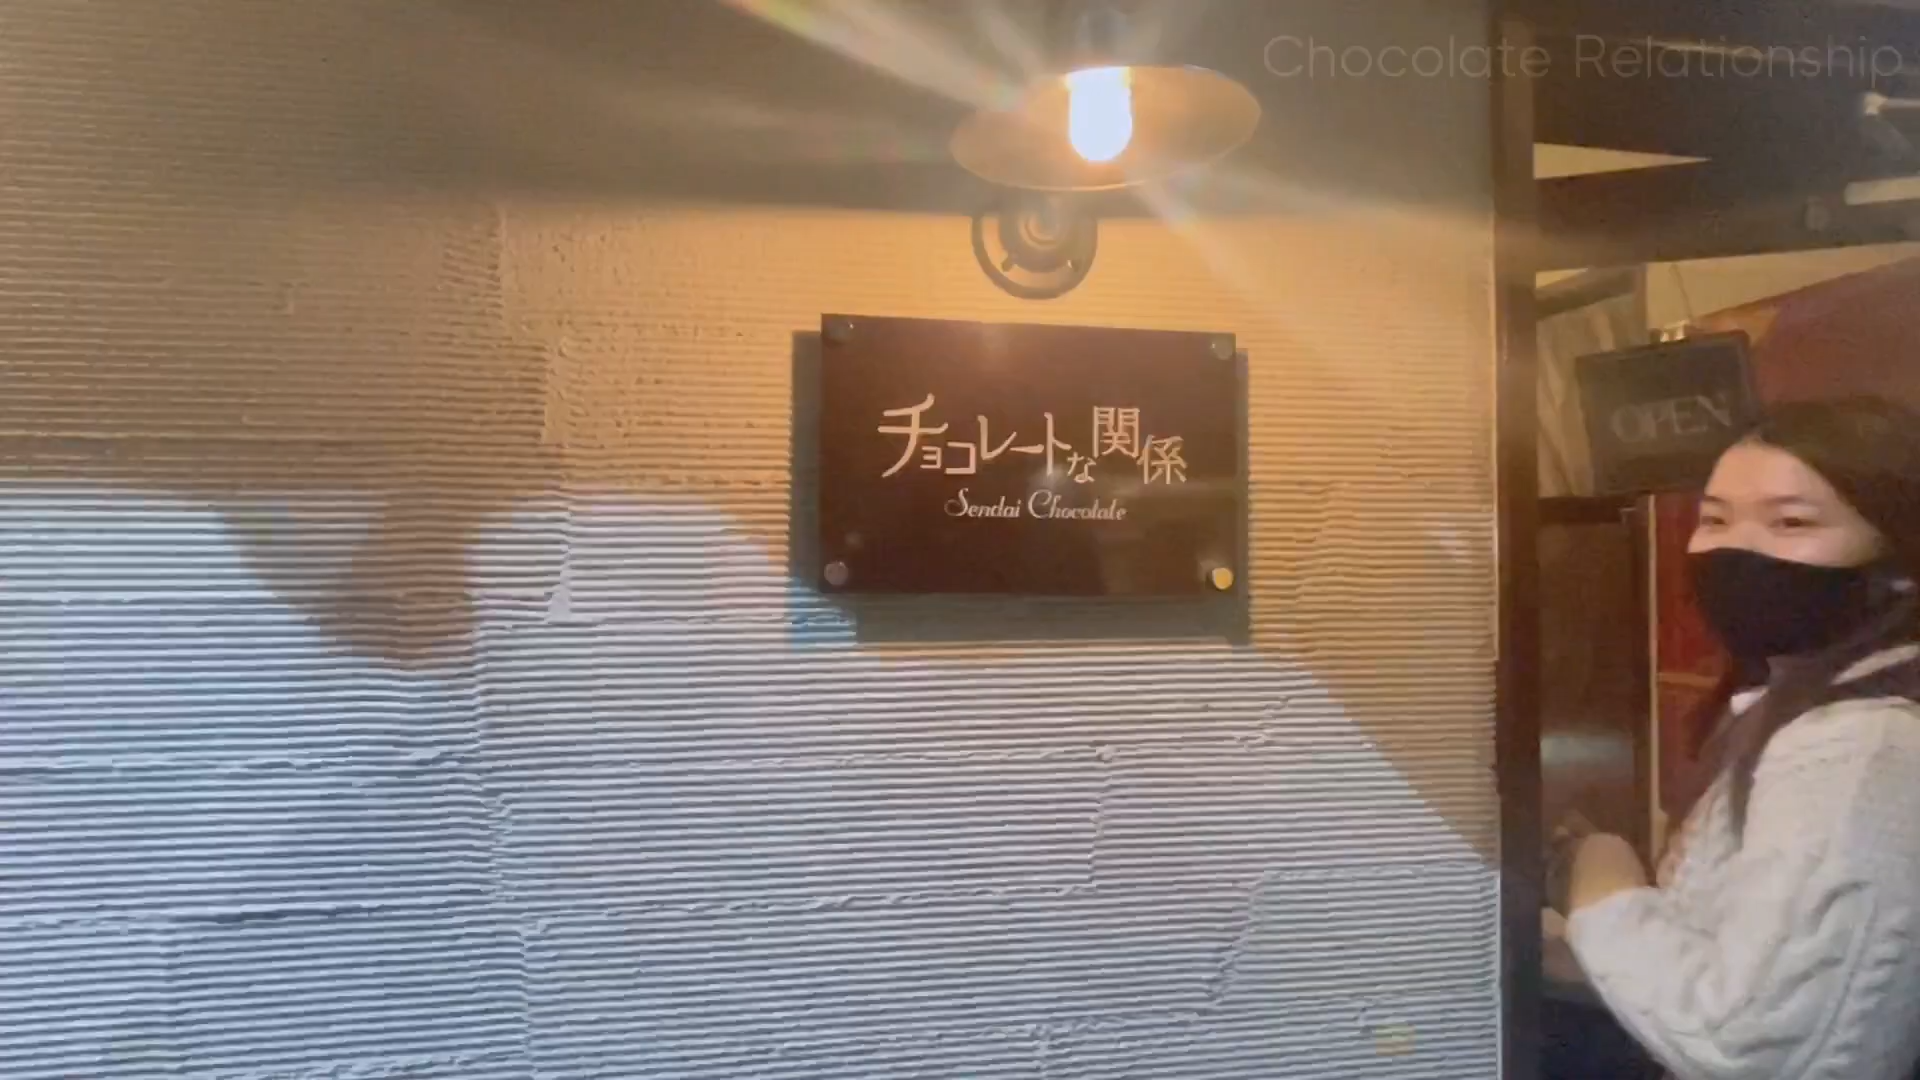 Chocolate Relationship
チョコレートな関係
Sendai Chocolate
OPEN